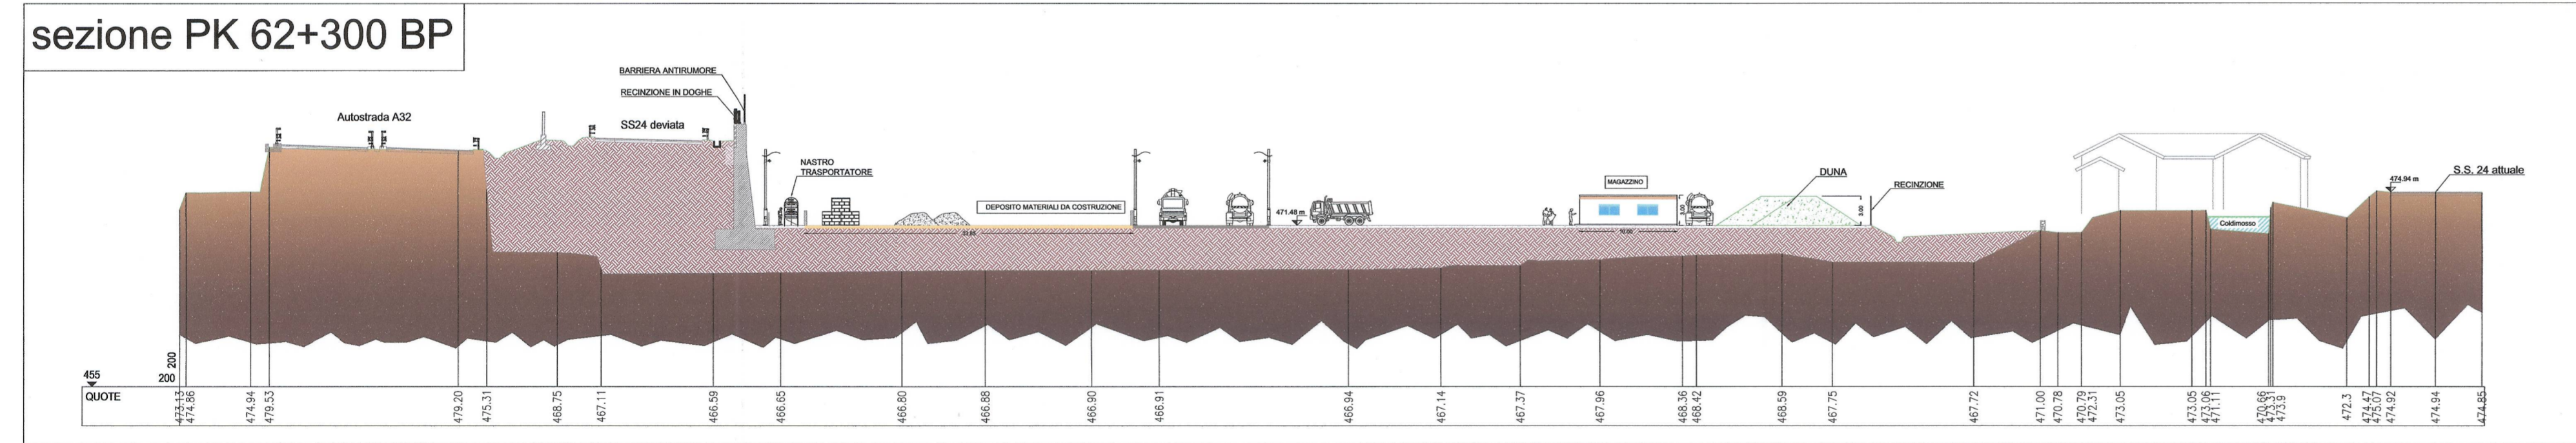 sezione PK 62+300 BP
BARRIERA ANTIRUMORE
RECINZIONE IN DOGHE
Autostrada A32
SS24 deviata
NASTRO
TRASPORTATORE
DEPOSITO MATERIALI DA COSTRUZIONE
471.48 m
MAGAZZINO
DUNA
RECINZIONE
3.00
10.00
Coldimosso
474.94 m
S.S. 24 attuale
200
200
455
QUOTE
473.13
474.86
474.94
479.53
479.20
475.31
468.75
467.11
466.59
466.65
466.80
466.88
466.90
466.91
466.94
467.14
467.37
467.96
468.36
468.42
468.59
467.75
467.72
471.00
470.78
470.79
472.31
473.05
473.05
473.06
471.11
470.66
473.31
473.9
472.3
474.47
475.07
474.92
474.94
474.85